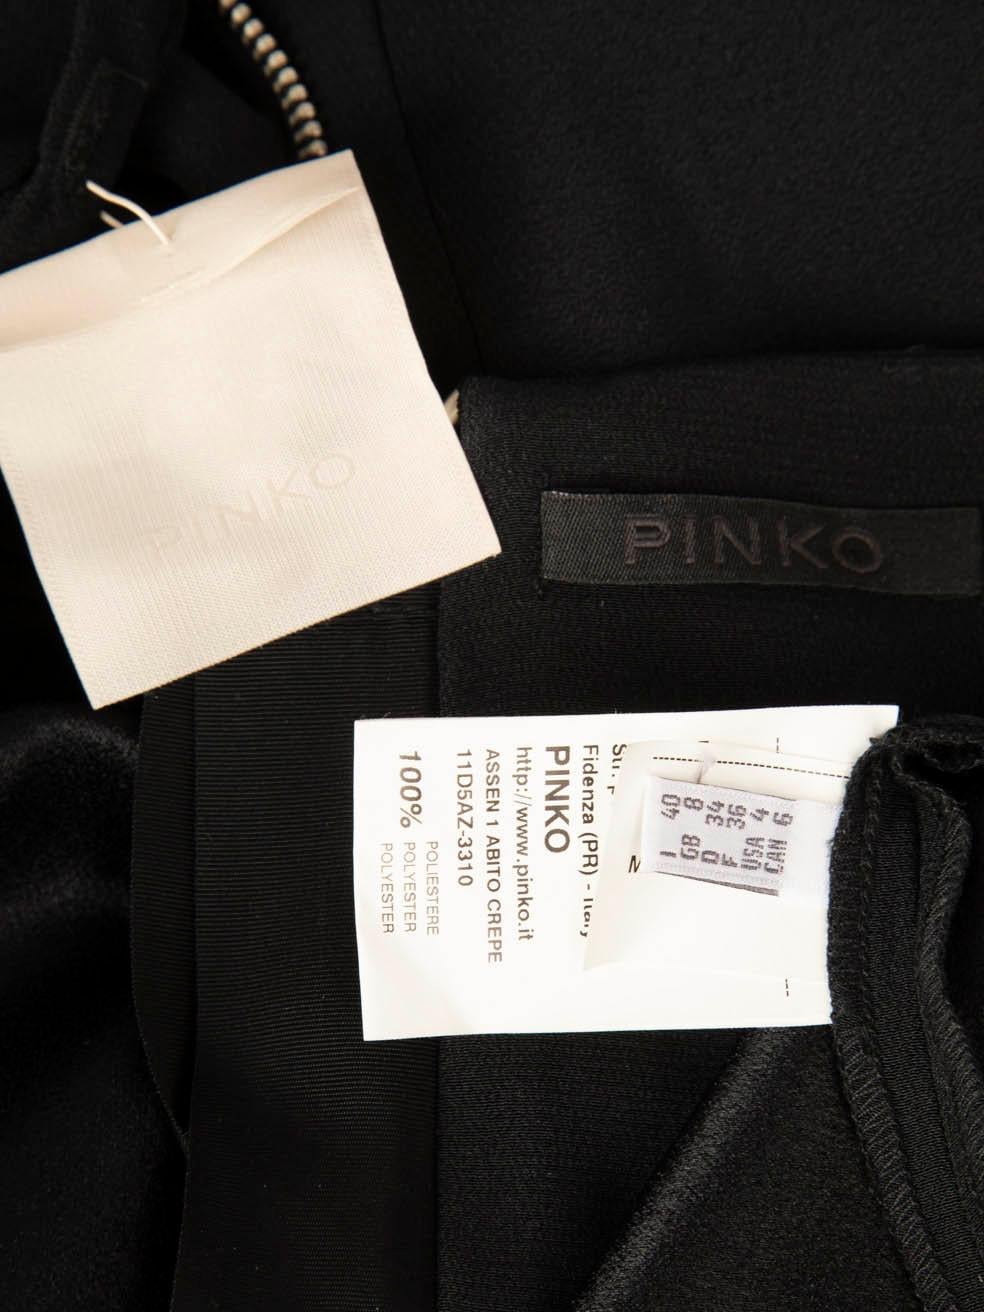 PINKO
PINKO
Fidenza (PR) - Italy
PINKO
http://www.pinko.it
ASSEN 1 ABITO CREPE
11D5AZ-3310
100% POLIESTERE
POLYESTER
POLYESTER
I 40
GB 8
D 34
F 36
USA 4
CAN 6